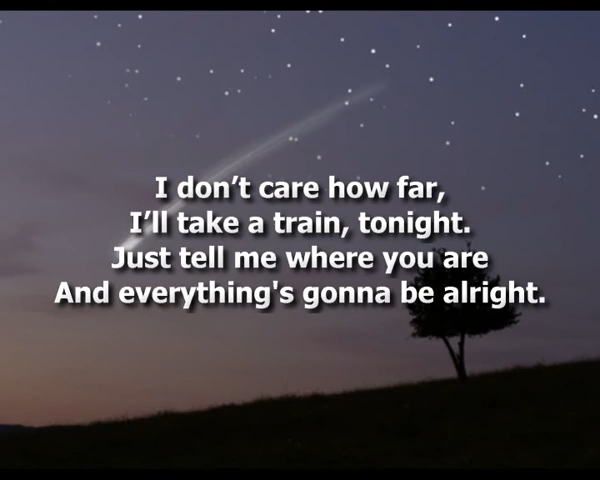 I don’t care how far,
I’ll take a train, tonight.
Just tell me where you are
And everything's gonna be alright.